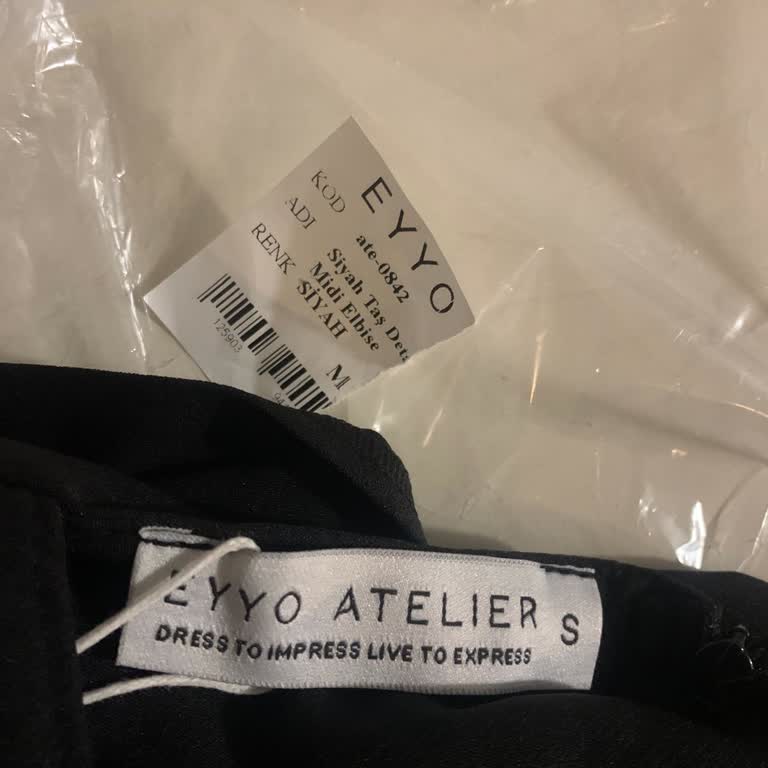 EYYO
KOD ate-0842
ADI Siyah Taş
Midi Elbise
RENK SİYAH
M
125903
EYYO ATELIER S
DRESS TO IMPRESS LIVE TO EXPRESS